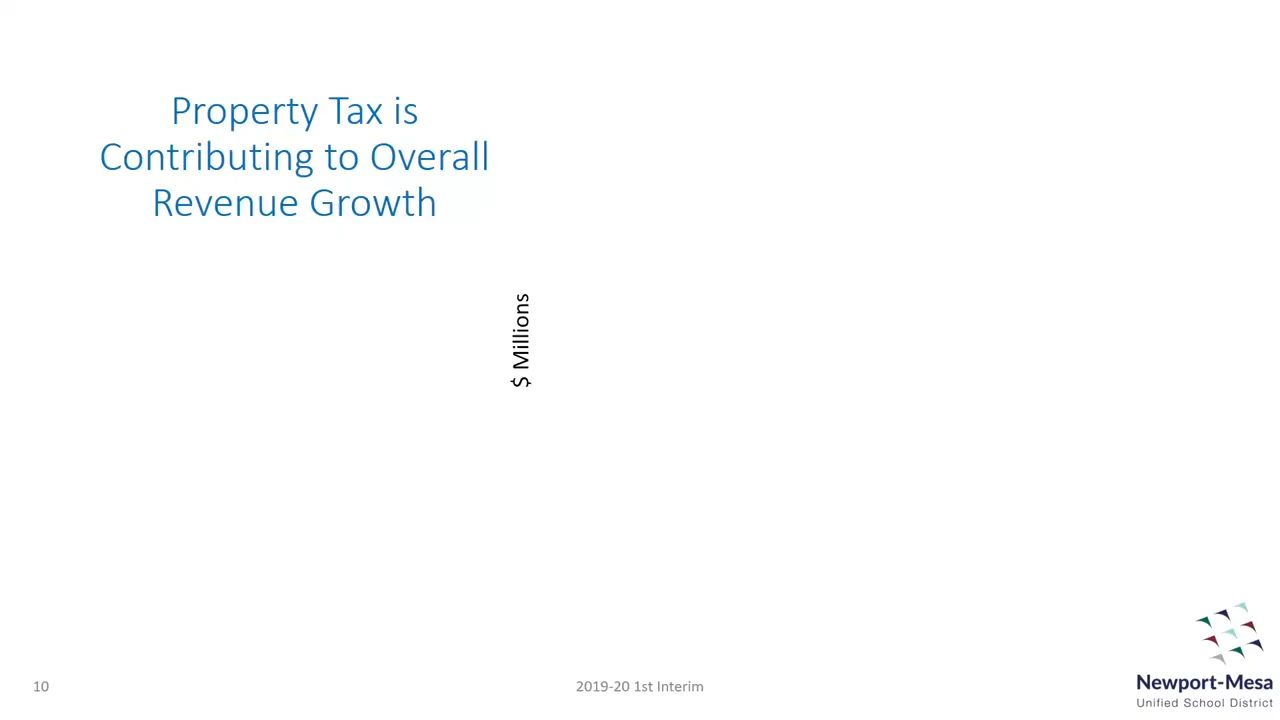 Property Tax is
Contributing to Overall
Revenue Growth
$ Millions
10
2019-20 1st Interim
Newport-Mesa
Unified School District